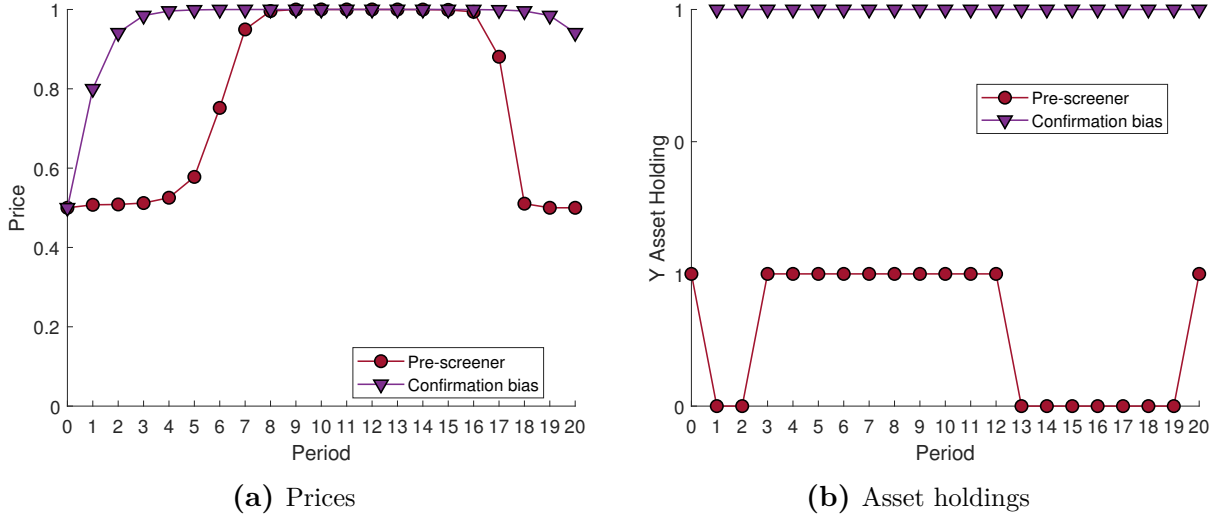 1
0.8
0.6
0.4
0.2
0
Price
0 1 2 3 4 5 6 7 8 9 10 11 12 13 14 15 16 17 18 19 20
Period
Pre-screener
Confirmation bias
(a) Prices
1
0
1
0
Y Asset Holding
0 1 2 3 4 5 6 7 8 9 10 11 12 13 14 15 16 17 18 19 20
Period
Pre-screener
Confirmation bias
(b) Asset holdings